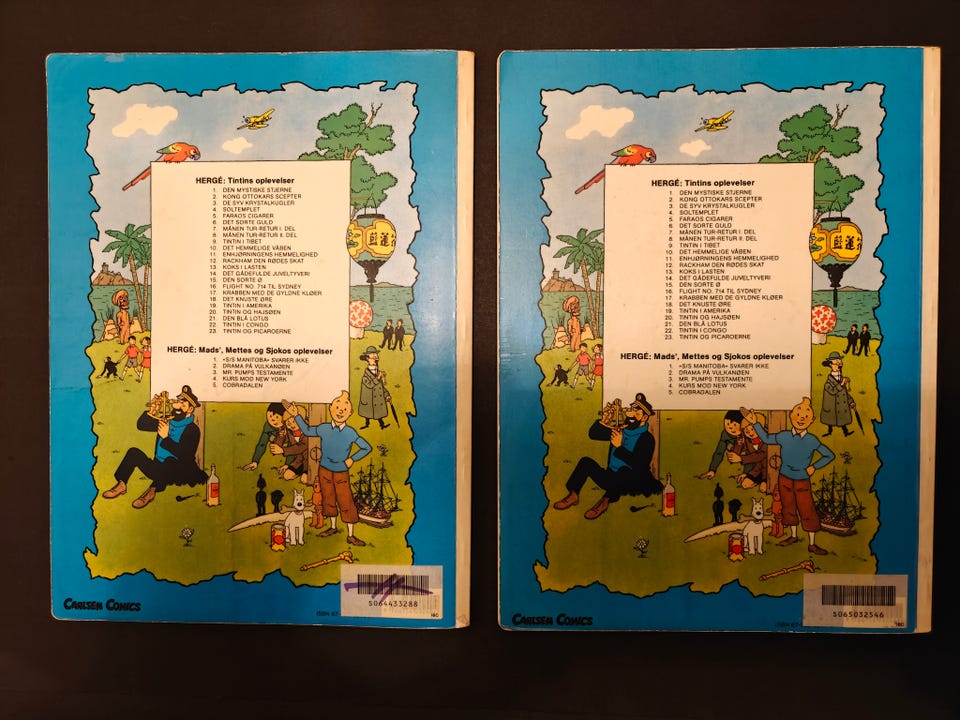 HERGÉ: Tintins oplevelser
1. DEN MYSTISKE STJERNE
2. KONG OTTOKARS SCEPTER
3. DE SYV KRYSTALKUGLER
4. SOLTEMPLET
5. FARAOS CIGARER
6. DET SORTE GULD
7. MÅNEN TUR-RETUR I. DEL
8. MÅNEN TUR-RETUR II. DEL
9. TINTIN I TIBET
10. DET HEMMELIGE VÅBEN
11. ENHJØRNINGENS HEMMELIGHED
12. RACKHAM DEN RØDES SKAT
13. KOKS I LASTEN
14. DET GÅDEFULDE JUVELTYVERI
15. DEN SORTE Ø
16. FLIGHT NO. 714 TIL SYDNEY
17. KRABBEN MED DE GYLDNE KLØER
18. DET KNUSTE ØRE
19. TINTIN I AMERIKA
20. TINTIN OG HAJSØEN
21. DEN BLÅ LOTUS
22. TINTIN I CONGO
23. TINTIN OG PICAROERNE
HERGÉ: Mads', Mettes og Sjokos oplevelser
1. «S/S MANITOBA» SVARER IKKE
2. DRAMA PÅ VULKANØEN
3. MR. PUMPS TESTAMENTE
4. KURS MOD NEW YORK
5. COBRADALEN
CARLSEN COMICS
ISBN 87-
5064433288
160
HERGÉ: Tintins oplevelser
1. DEN MYSTISKE STJERNE
2. KONG OTTOKARS SCEPTER
3. DE SYV KRYSTALKUGLER
4. SOLTEMPLET
5. FARAOS CIGARER
6. DET SORTE GULD
7. MÅNEN TUR-RETUR I. DEL
8. MÅNEN TUR-RETUR II. DEL
9. TINTIN I TIBET
10. DET HEMMELIGE VÅBEN
11. ENHJØRNINGENS HEMMELIGHED
12. RACKHAM DEN RØDES SKAT
13. KOKS I LASTEN
14. DET GÅDEFULDE JUVELTYVERI
15. DEN SORTE Ø
16. FLIGHT NO. 714 TIL SYDNEY
17. KRABBEN MED DE GYLDNE KLØER
18. DET KNUSTE ØRE
19. TINTIN I AMERIKA
20. TINTIN OG HAJSØEN
21. DEN BLÅ LOTUS
22. TINTIN I CONGO
23. TINTIN OG PICAROERNE
HERGÉ: Mads', Mettes og Sjokos oplevelser
1. «S/S MANITOBA» SVARER IKKE
2. DRAMA PÅ VULKANØEN
3. MR. PUMPS TESTAMENTE
4. KURS MOD NEW YORK
5. COBRADALEN
CARLSEN COMICS
ISBN 87-
5065032546
160